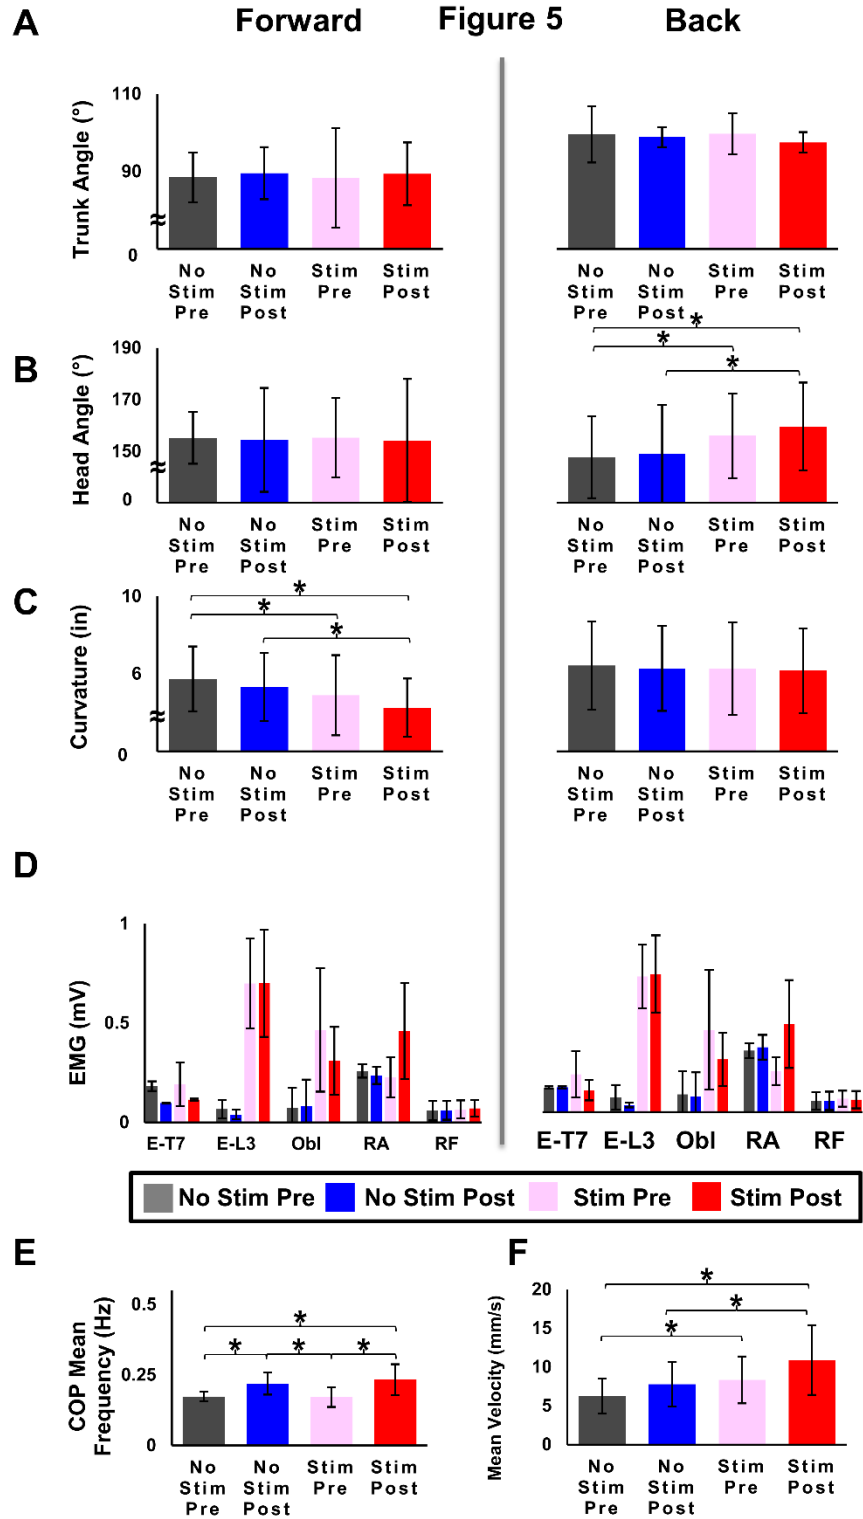 A
Forward
Figure 5
Back
Trunk Angle (°)
110
90
≈
0
No Stim Pre
No Stim Post
Stim Pre
Stim Post
No Stim Pre
No Stim Post
Stim Pre
Stim Post
B
Head Angle (°)
190
170
150
≈
0
*
*
*
No Stim Pre
No Stim Post
Stim Pre
Stim Post
No Stim Pre
No Stim Post
Stim Pre
Stim Post
C
Curvature (in)
10
6
≈
0
*
*
*
No Stim Pre
No Stim Post
Stim Pre
Stim Post
No Stim Pre
No Stim Post
Stim Pre
Stim Post
D
EMG (mV)
1
0.5
0
E-T7 E-L3 Obl RA RF
E-T7 E-L3 Obl RA RF
No Stim Pre No Stim Post Stim Pre Stim Post
E
COP Mean
Frequency (Hz)
0.5
0.25
0
*
* * *
No Stim Pre
No Stim Post
Stim Pre
Stim Post
F
Mean Velocity (mm/s)
20
15
10
5
0
*
*
*
No Stim Pre
No Stim Post
Stim Pre
Stim Post